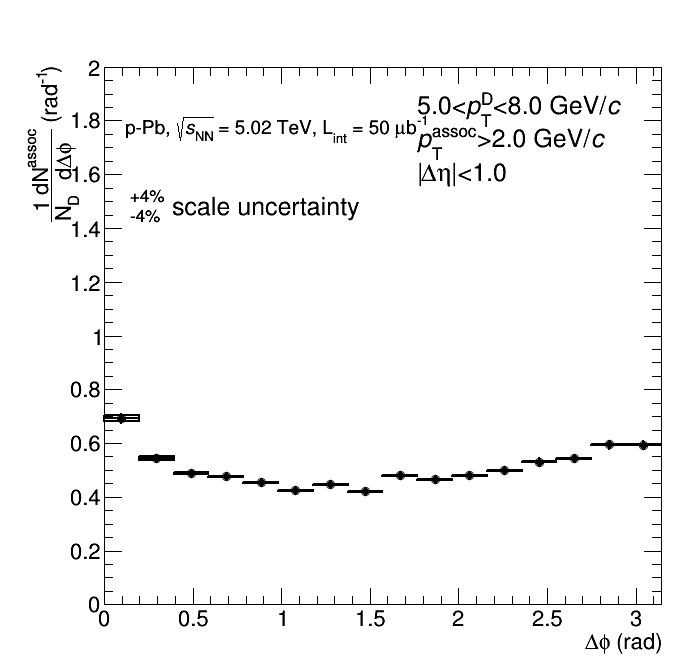 2
1.8
1.6
1.4
1.2
1
0.8
0.6
0.4
0.2
0
1 dN^assoc / N_D dΔϕ (rad⁻¹)
p-Pb, √s_NN = 5.02 TeV, L_int = 50 μb⁻¹
5.0<p_T^D<8.0 GeV/c
p_T^assoc>2.0 GeV/c
|Δη|<1.0
+4%
-4% scale uncertainty
0 0.5 1 1.5 2 2.5 3
Δϕ (rad)